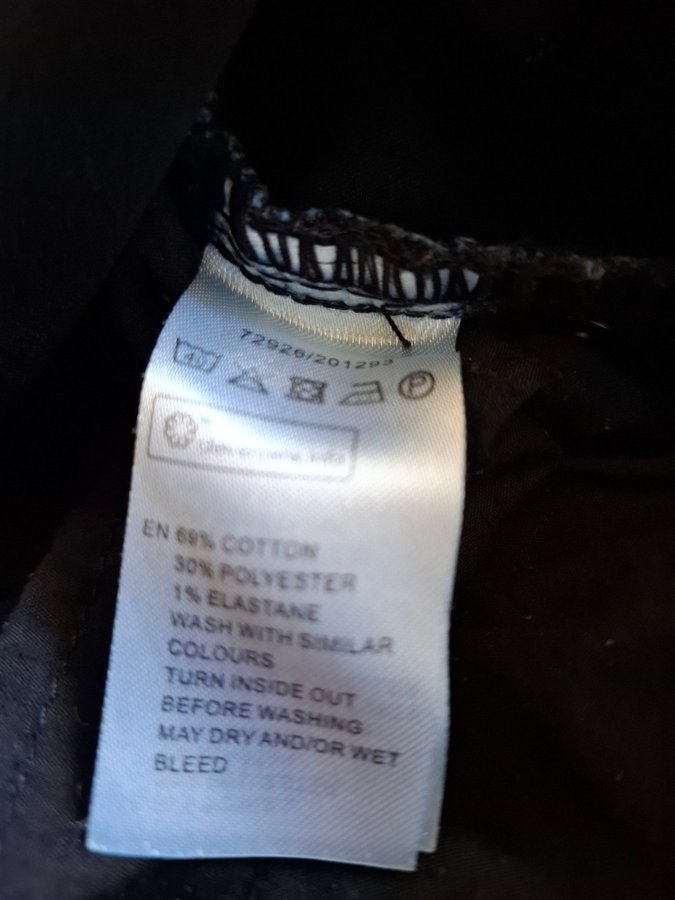 72926/201293
40
P
EN 69% COTTON
30% POLYESTER
1% ELASTANE
WASH WITH SIMILAR
COLOURS
TURN INSIDE OUT
BEFORE WASHING
MAY DRY AND/OR WET
BLEED